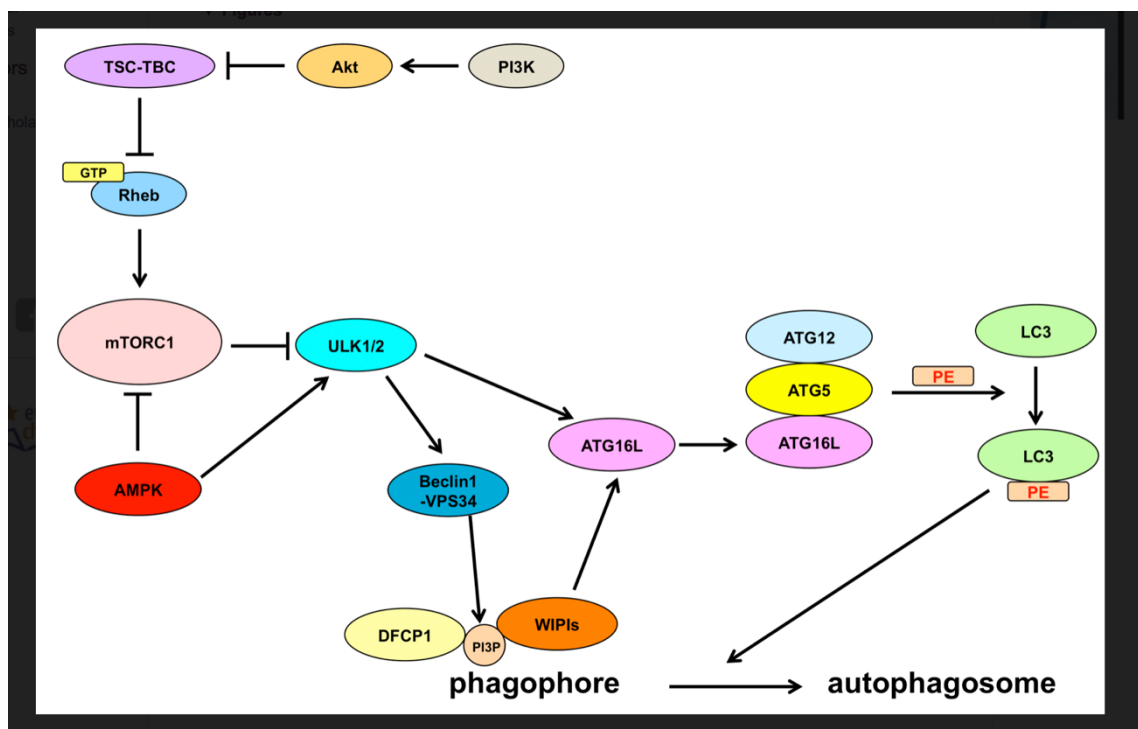 Figures
TSC-TBC
Akt
PI3K
GTP
Rheb
mTORC1
ULK1/2
ATG12
LC3
PE
ATG5
ATG16L
ATG16L
LC3
PE
AMPK
Beclin1
-VPS34
DFCP1
PI3P
WIPIs
phagophore
autophagosome